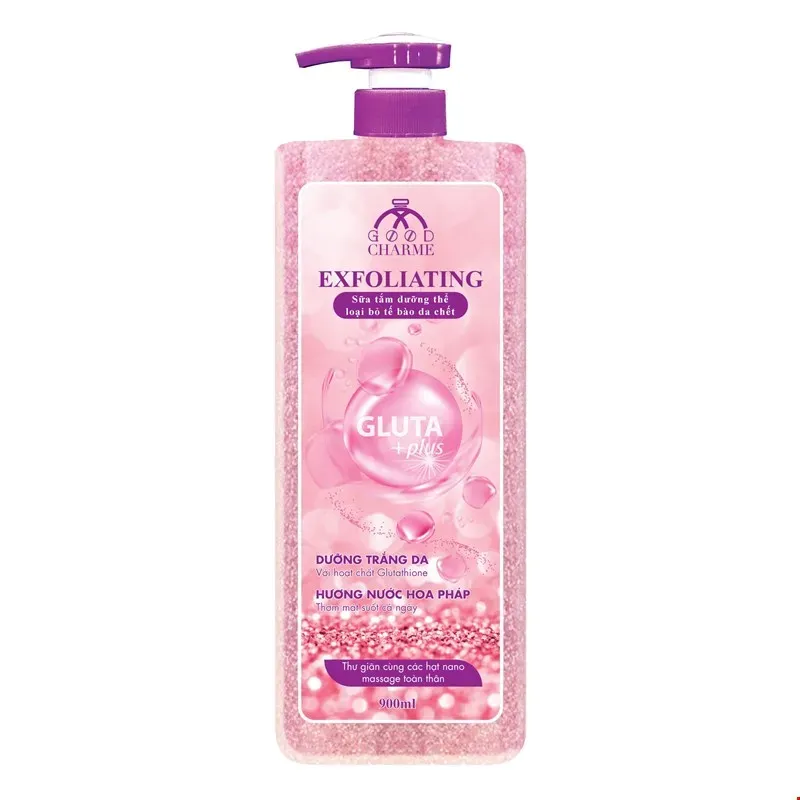 GOOD
CHARME
EXFOLIATING
Sữa tắm dưỡng thể
loại bỏ tế bào da chết
GLUTA
+plus
DƯỠNG TRẮNG DA
Với hoạt chất Glutathione
HƯƠNG NƯỚC HOA PHÁP
Thơm mát suốt cả ngày
Thư giãn cùng các hạt nano
massage toàn thân
900ml